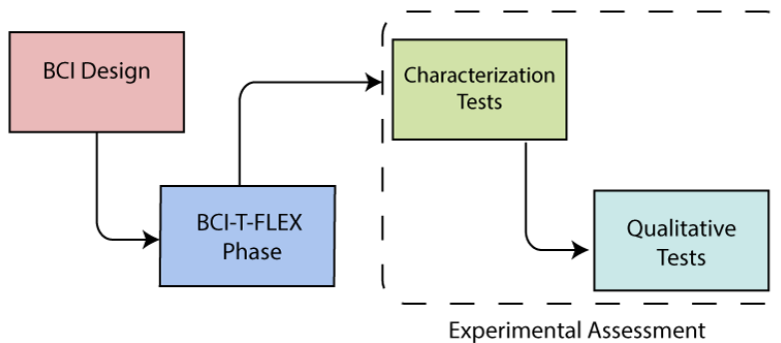 BCI Design
BCI-T-FLEX
Phase
Characterization
Tests
Qualitative
Tests
Experimental Assessment